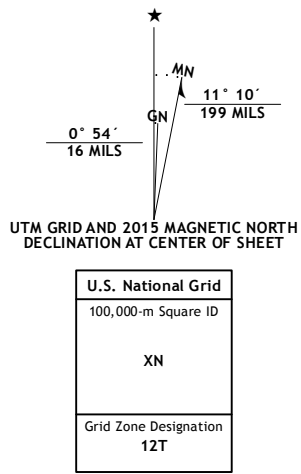 ★
MN
GN
11° 10´
199 MILS
0° 54´
16 MILS
UTM GRID AND 2015 MAGNETIC NORTH
DECLINATION AT CENTER OF SHEET
U.S. National Grid
100,000-m Square ID
XN
Grid Zone Designation
12T